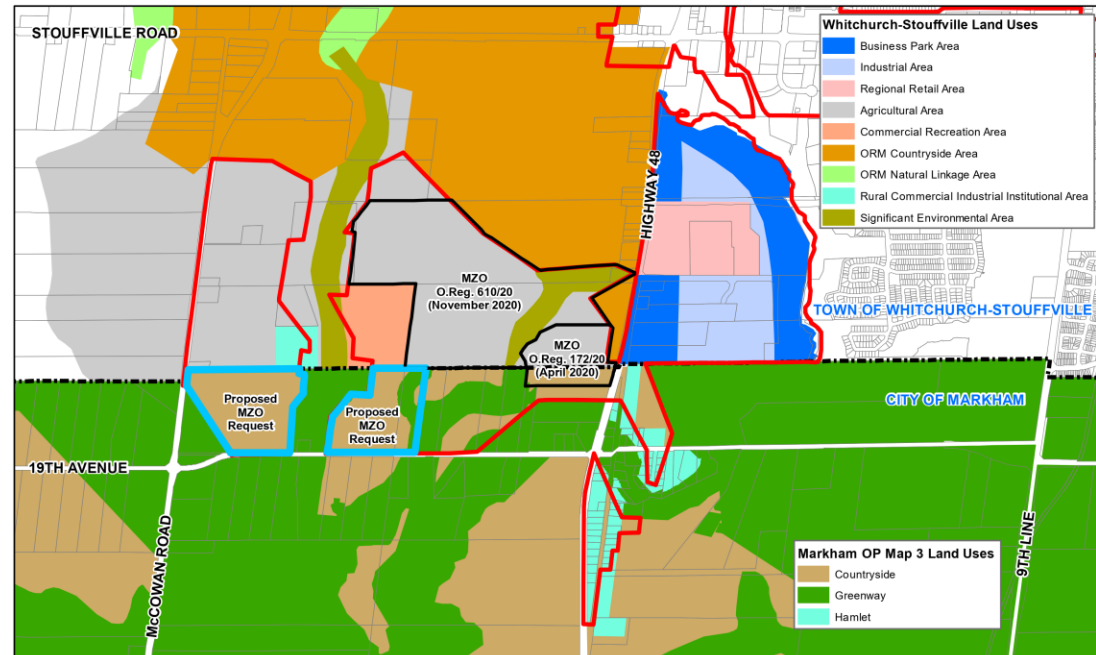 STOUFFVILLE ROAD
Whitchurch-Stouffville Land Uses
Business Park Area
Industrial Area
Regional Retail Area
Agricultural Area
Commercial Recreation Area
ORM Countryside Area
ORM Natural Linkage Area
Rural Commercial Industrial Institutional Area
Significant Environmental Area
HIGHWAY 48
MZO
O.Reg. 610/20
(November 2020)
TOWN OF WHITCHURCH-STOUFFVILLE
MZO
O.Reg. 172/20
(April 2020)
Proposed
MZO
Request
Proposed
MZO
Request
CITY OF MARKHAM
19TH AVENUE
McCOWAN ROAD
9TH LINE
Markham OP Map 3 Land Uses
Countryside
Greenway
Hamlet